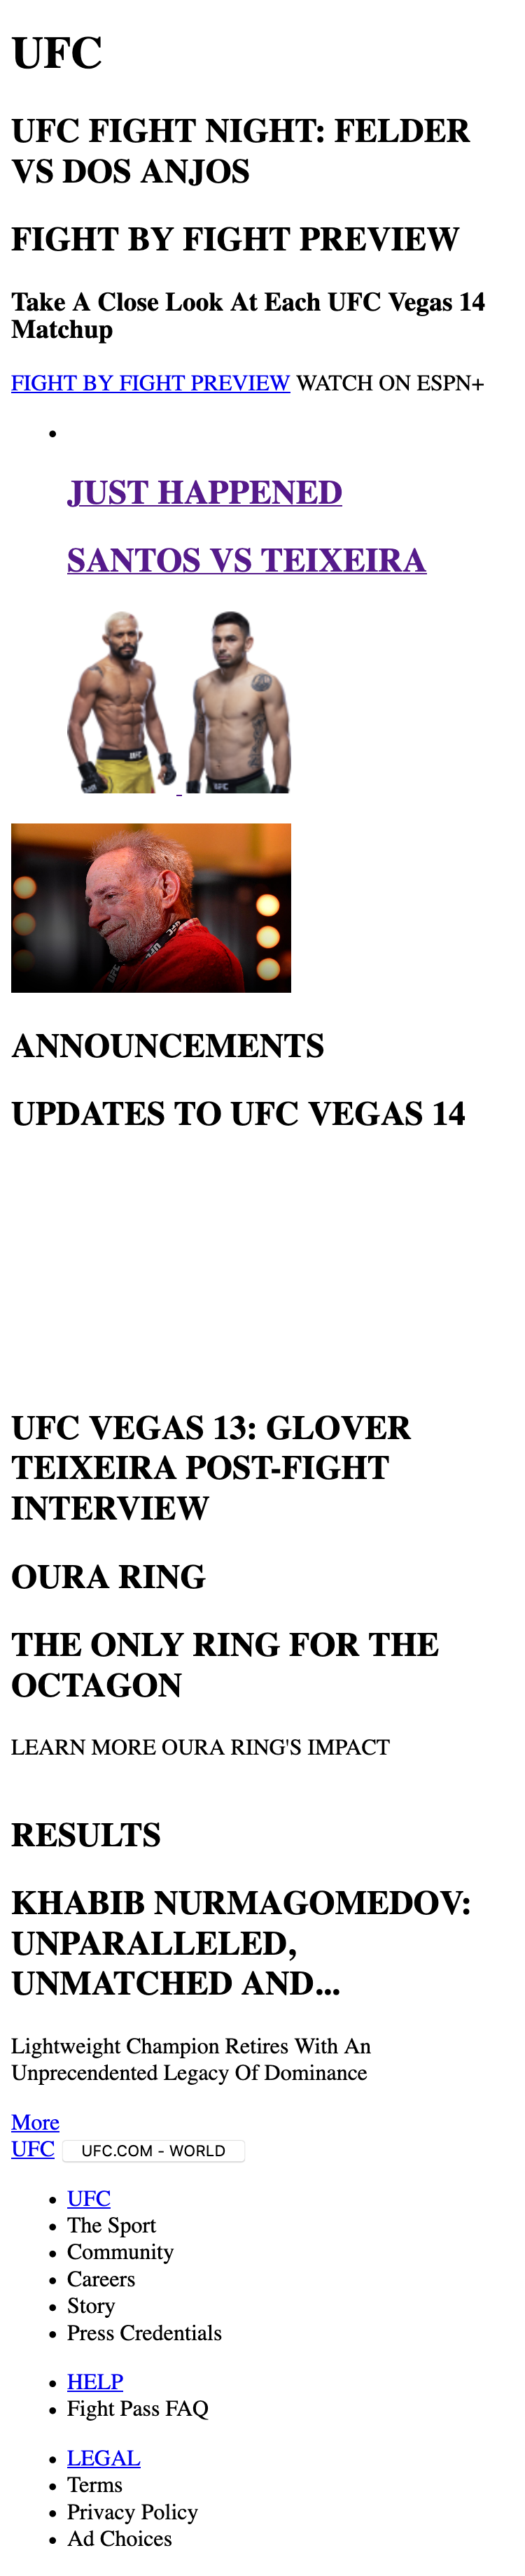 UFC
UFC FIGHT NIGHT: FELDER
VS DOS ANJOS
FIGHT BY FIGHT PREVIEW
Take A Close Look At Each UFC Vegas 14
Matchup
FIGHT BY FIGHT PREVIEW WATCH ON ESPN+
JUST HAPPENED
SANTOS VS TEIXEIRA
UFC
UFC
UFC
ANNOUNCEMENTS
UPDATES TO UFC VEGAS 14
UFC VEGAS 13: GLOVER
TEIXEIRA POST-FIGHT
INTERVIEW
OURA RING
THE ONLY RING FOR THE
OCTAGON
LEARN MORE OURA RING'S IMPACT
RESULTS
KHABIB NURMAGOMEDOV:
UNPARALLELED,
UNMATCHED AND...
Lightweight Champion Retires With An
Unprecendented Legacy Of Dominance
More
UFC UFC.COM - WORLD
UFC
The Sport
Community
Careers
Story
Press Credentials
HELP
Fight Pass FAQ
LEGAL
Terms
Privacy Policy
Ad Choices